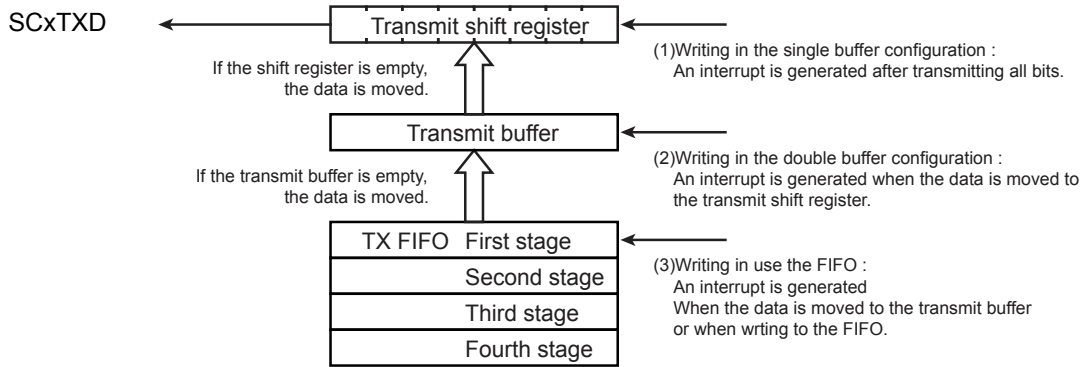 SCxTXD
Transmit shift register
(1)Writing in the single buffer configuration :
An interrupt is generated after transmitting all bits.
If the shift register is empty,
the data is moved.
Transmit buffer
(2)Writing in the double buffer configuration :
An interrupt is generated when the data is moved to
the transmit shift register.
If the transmit buffer is empty,
the data is moved.
TX FIFO First stage
Second stage
Third stage
Fourth stage
(3)Writing in use the FIFO :
An interrupt is generated
When the data is moved to the transmit buffer
or when wrting to the FIFO.